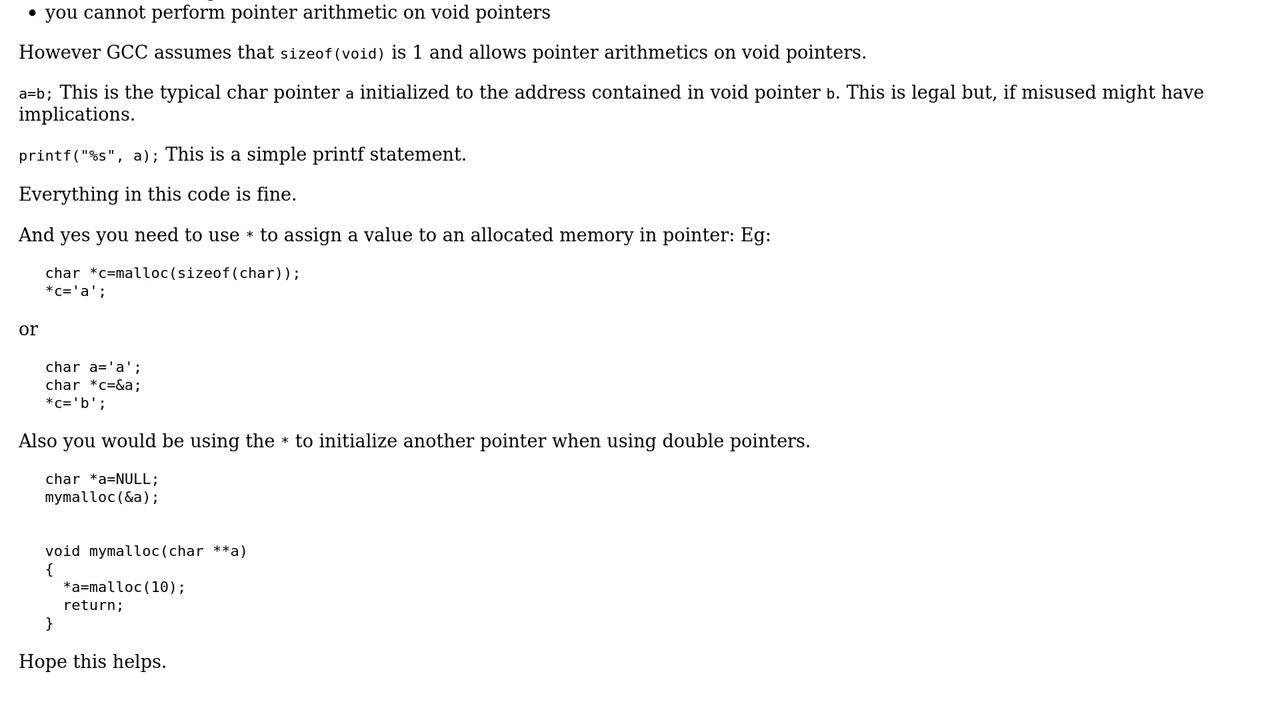 • you cannot perform pointer arithmetic on void pointers
However GCC assumes that sizeof(void) is 1 and allows pointer arithmetics on void pointers.
a=b; This is the typical char pointer a initialized to the address contained in void pointer b. This is legal but, if misused might have
implications.
printf("%s", a); This is a simple printf statement.
Everything in this code is fine.
And yes you need to use * to assign a value to an allocated memory in pointer: Eg:
char *c=malloc(sizeof(char));
*c='a';
or
char a='a';
char *c=&a;
*c='b';
Also you would be using the * to initialize another pointer when using double pointers.
char *a=NULL;
mymalloc(&a);
void mymalloc(char **a)
{
  *a=malloc(10);
  return;
}
Hope this helps.